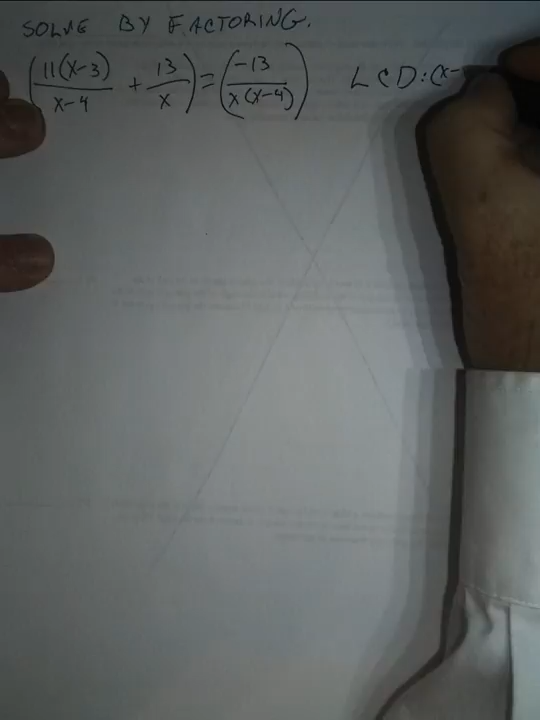 SOLVE BY FACTORING.
(11(x-3)/(x-4) + 13/x) = (-13/(x(x-4))) LCD:(x-